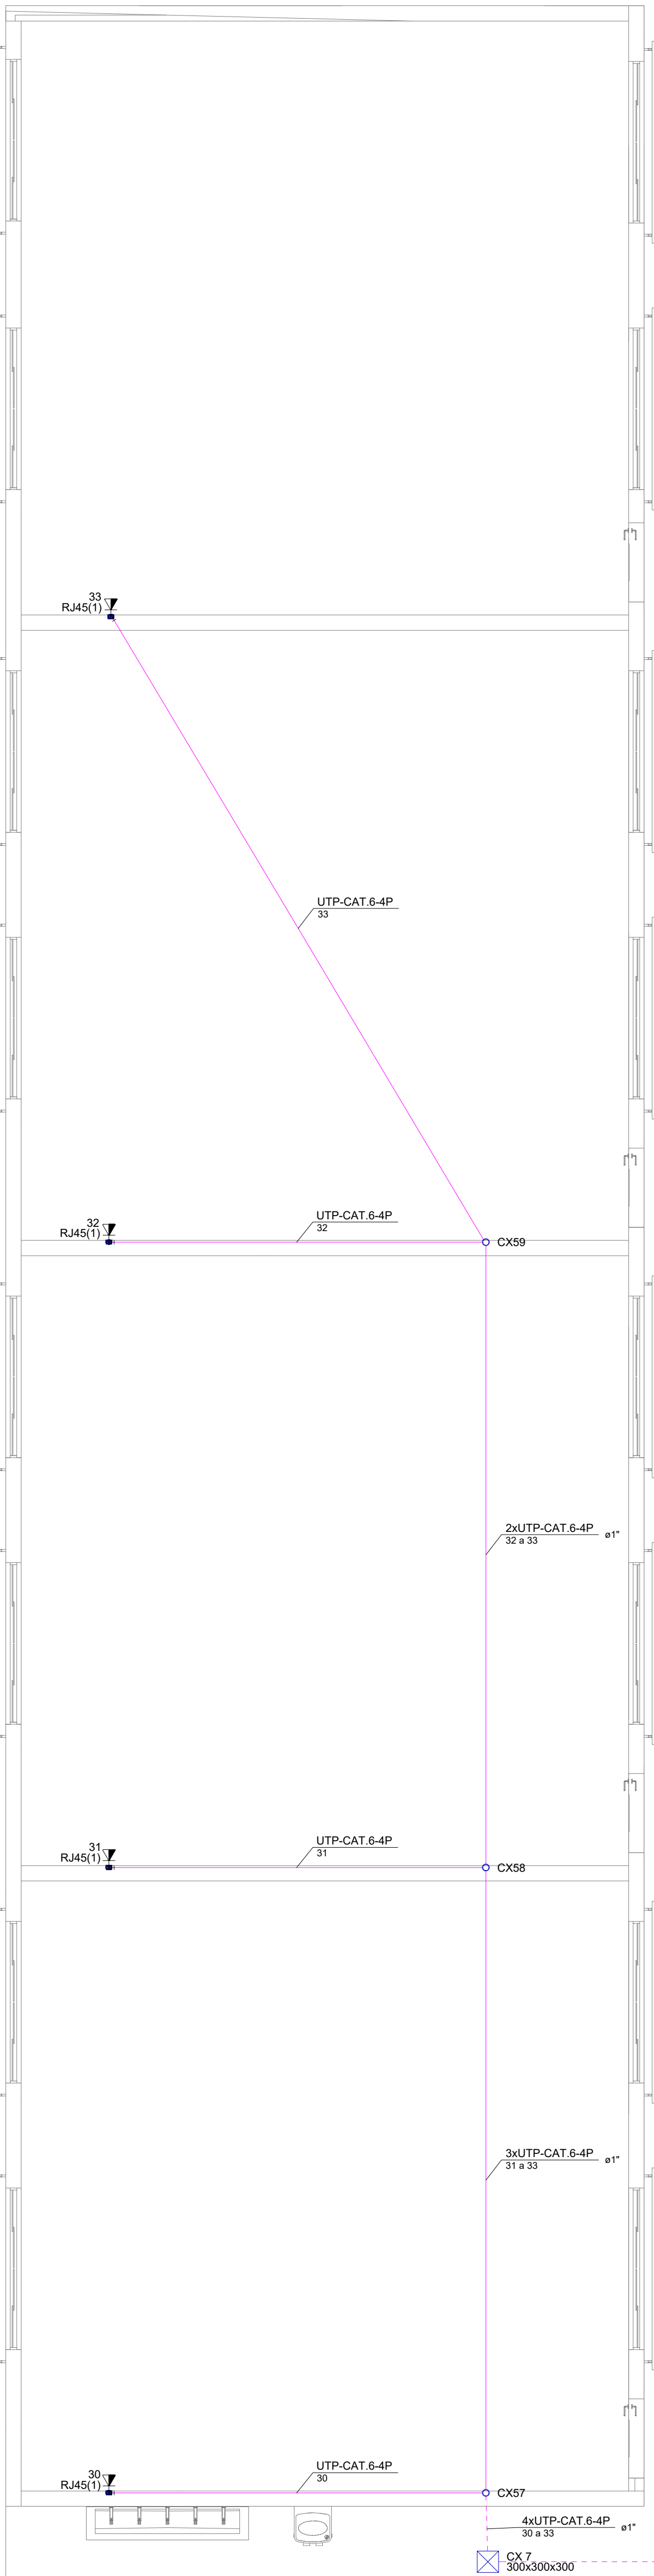 33
RJ45(1)
UTP-CAT.6-4P
33
32
RJ45(1)
UTP-CAT.6-4P
32
CX59
2xUTP-CAT.6-4P ø1"
32 a 33
31
RJ45(1)
UTP-CAT.6-4P
31
CX58
3xUTP-CAT.6-4P ø1"
31 a 33
30
RJ45(1)
UTP-CAT.6-4P
30
CX57
4xUTP-CAT.6-4P ø1"
30 a 33
CX 7
300x300x300